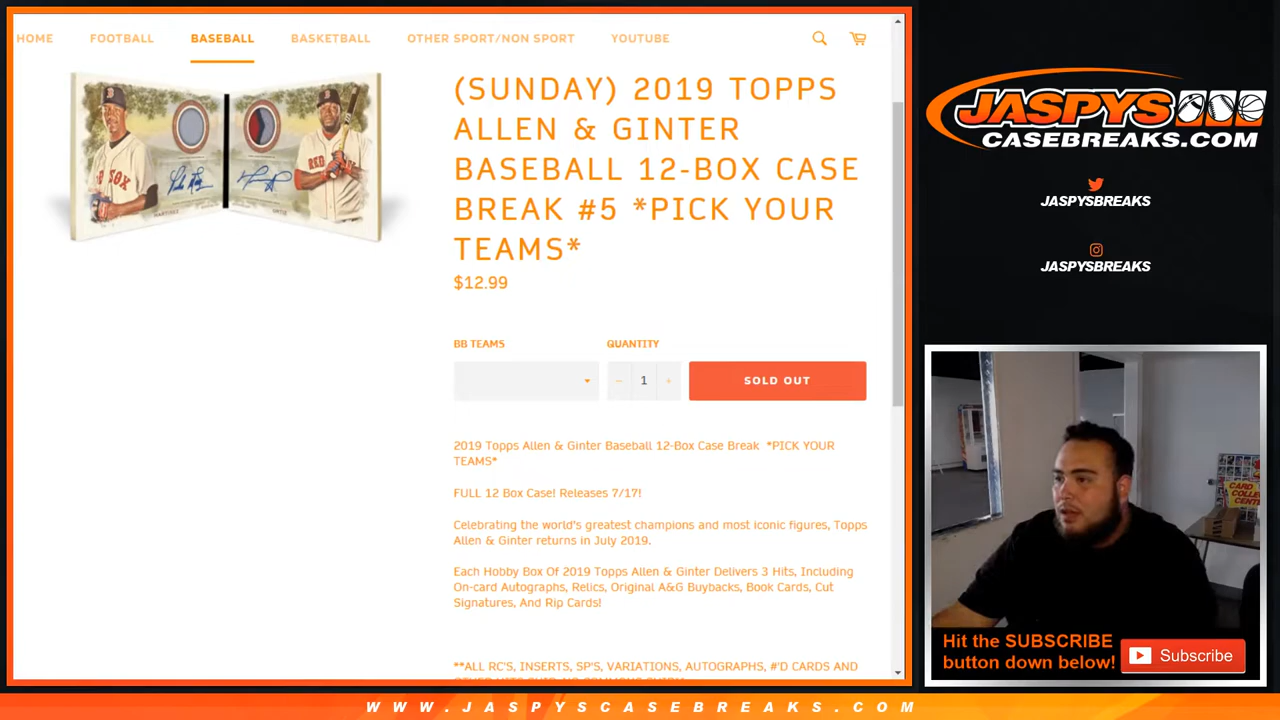 HOME FOOTBALL BASEBALL BASKETBALL OTHER SPORT/NON SPORT YOUTUBE
(SUNDAY) 2019 TOPPS
ALLEN & GINTER
BASEBALL 12-BOX CASE
BREAK #5 *PICK YOUR
TEAMS*
$12.99
BB TEAMS QUANTITY
− 1 + SOLD OUT
2019 Topps Allen & Ginter Baseball 12-Box Case Break *PICK YOUR
TEAMS*
FULL 12 Box Case! Releases 7/17!
Celebrating the world's greatest champions and most iconic figures, Topps
Allen & Ginter returns in July 2019.
Each Hobby Box Of 2019 Topps Allen & Ginter Delivers 3 Hits, Including
On-card Autographs, Relics, Original A&G Buybacks, Book Cards, Cut
Signatures, And Rip Cards!
**ALL RC'S, INSERTS, SP'S, VARIATIONS, AUTOGRAPHS, #'D CARDS AND
MARTINEZ
ORTIZ
RED
JASPYS
CASEBREAKS.COM
JASPYSBREAKS
JASPYSBREAKS
CARD
COLLE
CENT
Hit the SUBSCRIBE
button down below!
Subscribe
WWW.JASPYSCASEBREAKS.COM